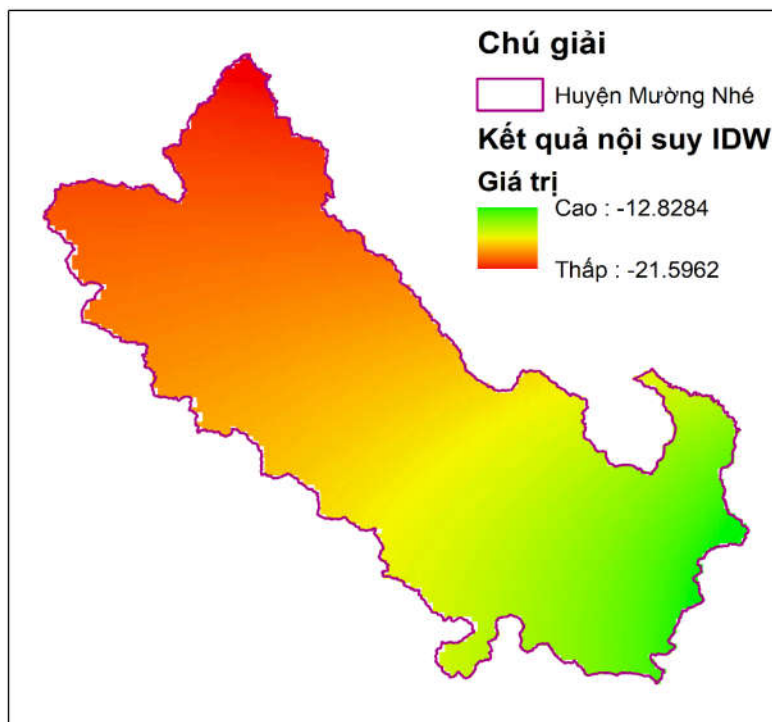 Chú giải
Huyện Mường Nhé
Kết quả nội suy IDW
Giá trị
Cao : -12.8284
Thấp : -21.5962